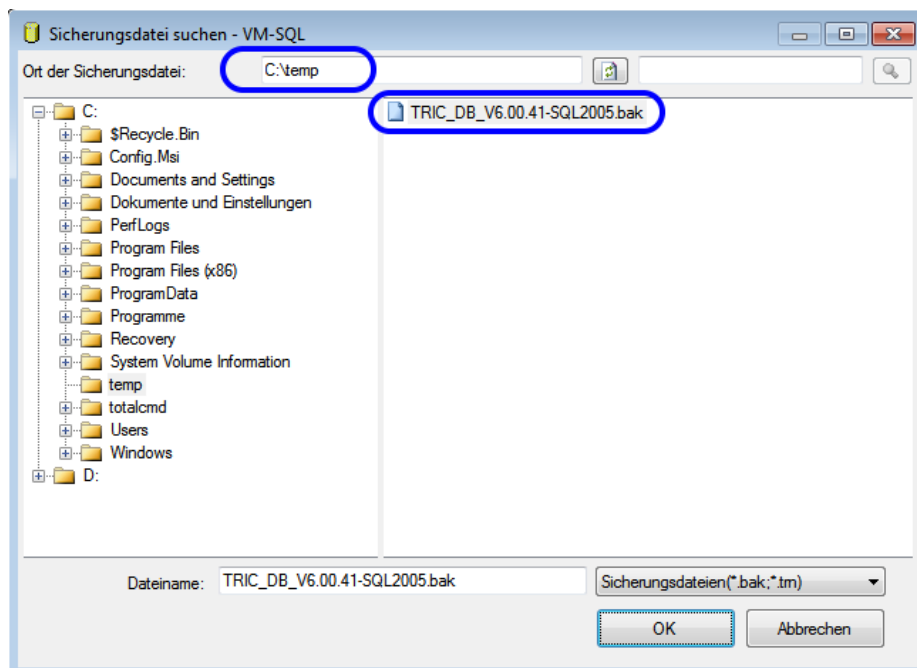 Sicherungsdatei suchen - VM-SQL
Ort der Sicherungsdatei: C:\temp
C:
TRIC_DB_V6.00.41-SQL2005.bak
$Recycle.Bin
Config.Msi
Documents and Settings
Dokumente und Einstellungen
PerfLogs
Program Files
Program Files (x86)
ProgramData
Programme
Recovery
System Volume Information
temp
totalcmd
Users
Windows
D:
Dateiname: TRIC_DB_V6.00.41-SQL2005.bak Sicherungsdateien(*.bak;*.trn)
OK Abbrechen